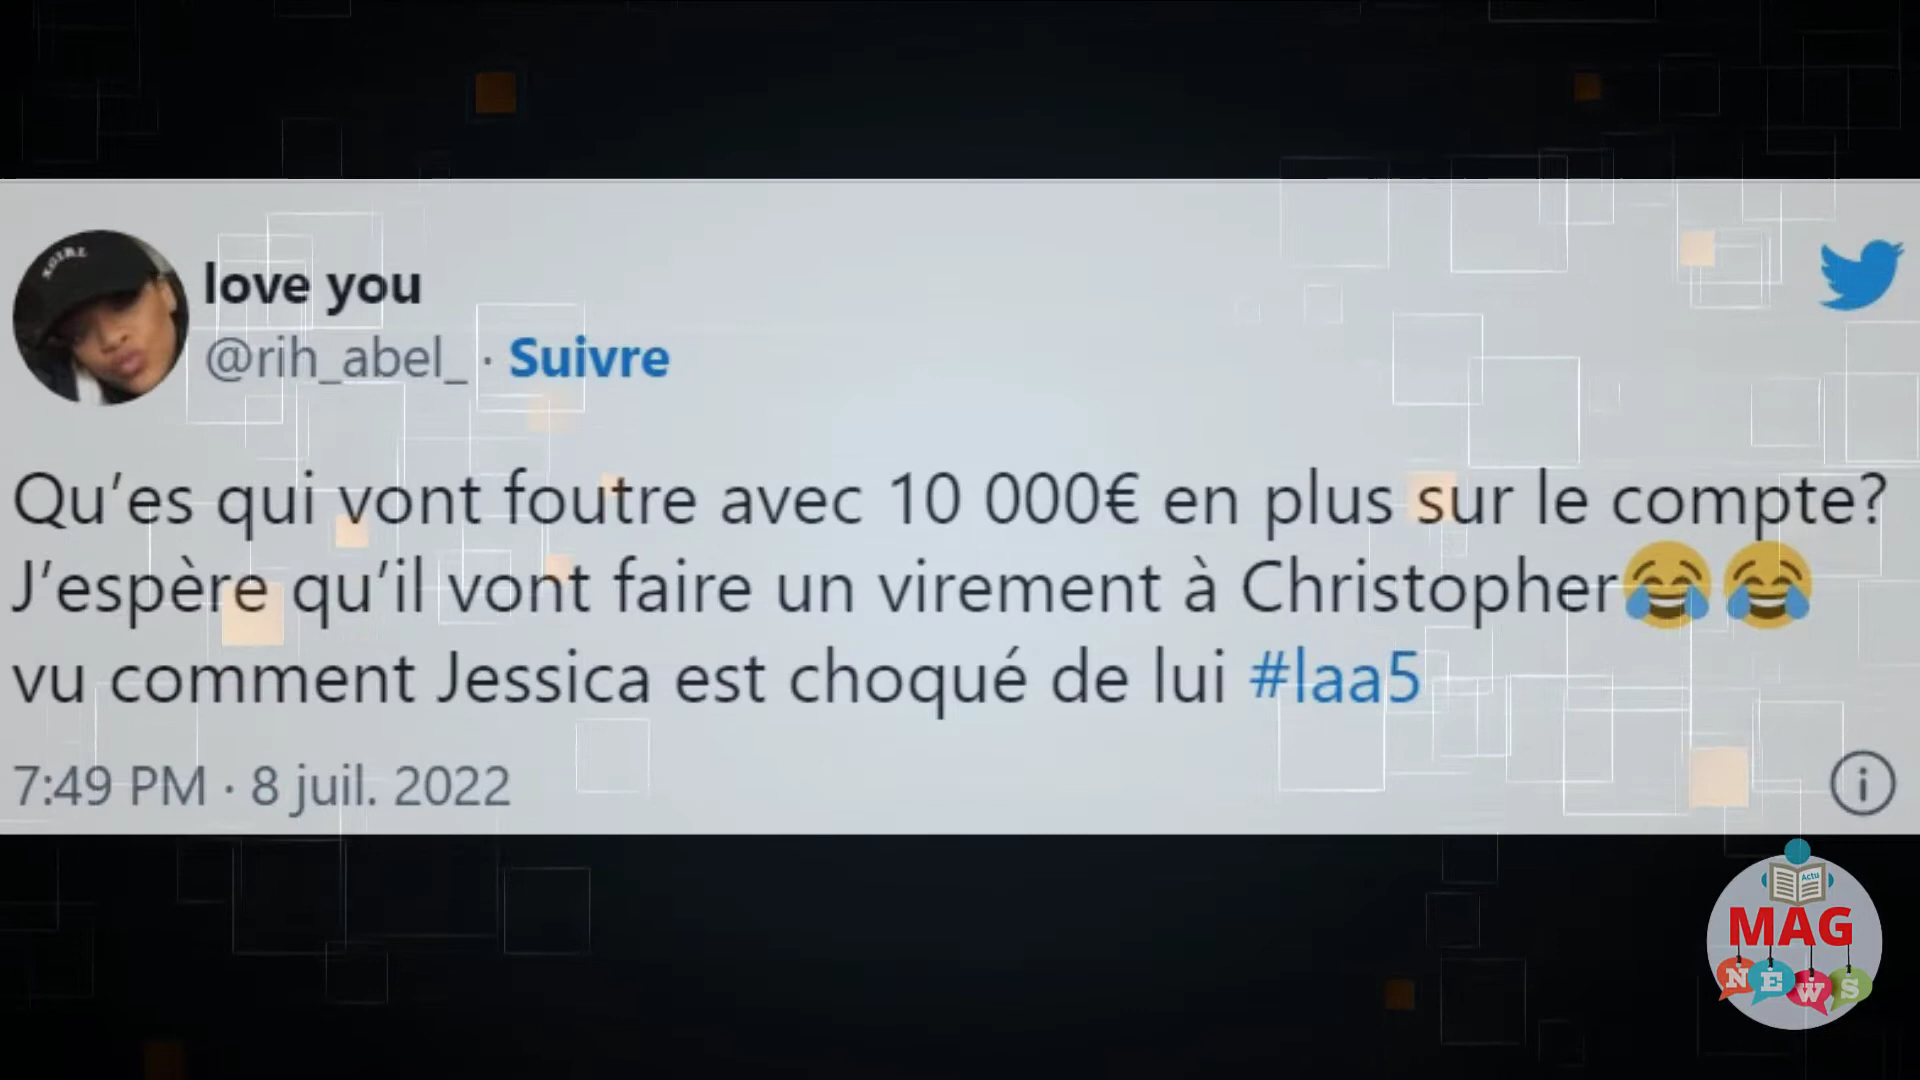 XGIRL
love you
@rih_abel_ · Suivre
Qu’es qui vont foutre avec 10 000€ en plus sur le compte?
J’espère qu’il vont faire un virement à Christopher😂😂
vu comment Jessica est choqué de lui #laa5
7:49 PM · 8 juil. 2022
Actu
MAG
NEWS